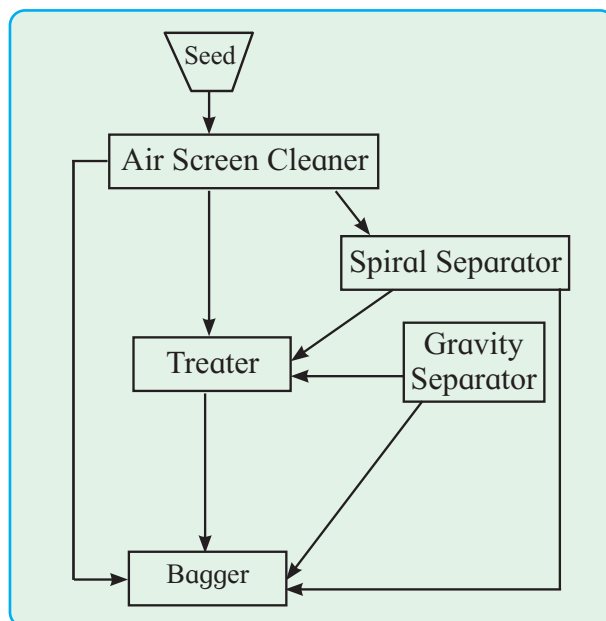 Seed
Air Screen Cleaner
Spiral Separator
Treater
Gravity
Separator
Bagger